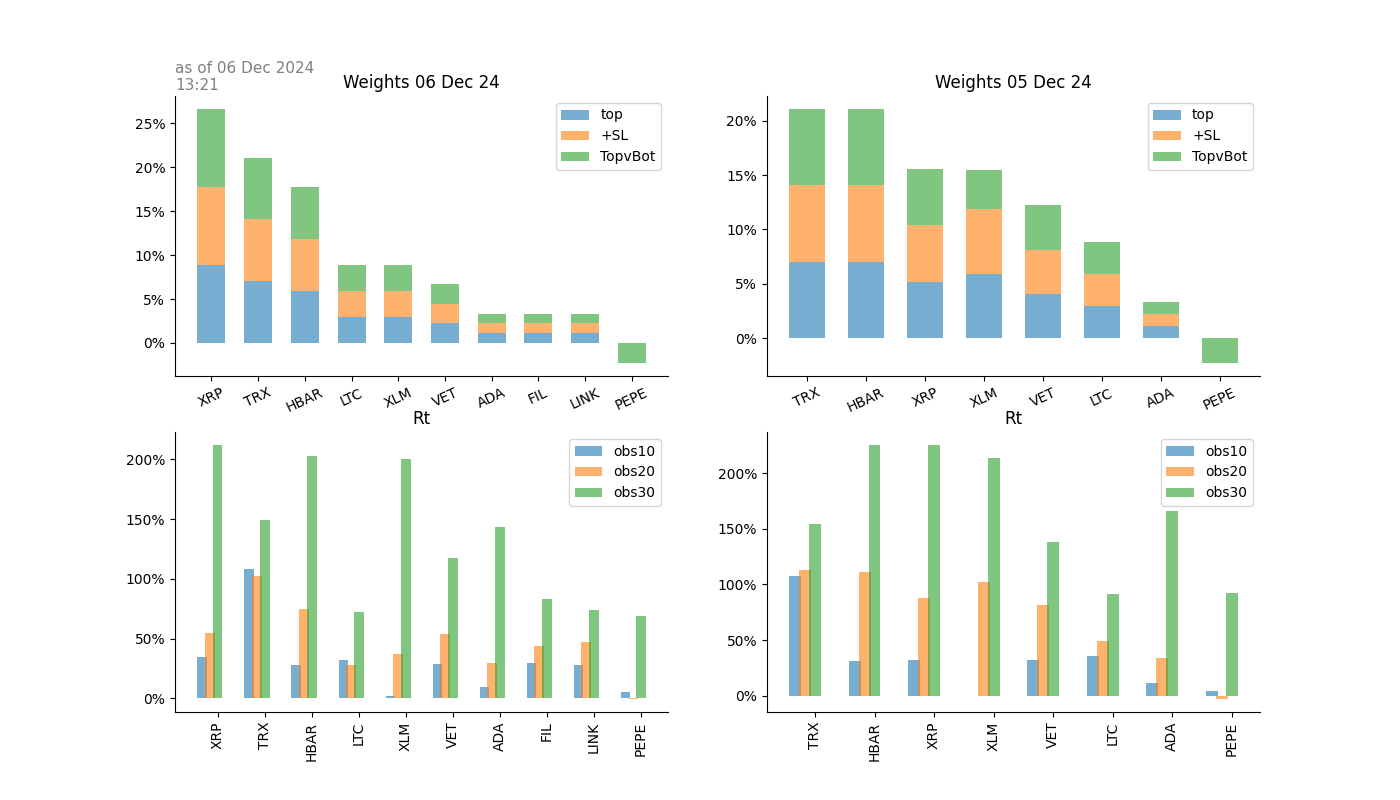 as of 06 Dec 2024
13:21
Weights 06 Dec 24
25%
20%
15%
10%
5%
0%
top
+SL
TopvBot
XRP
TRX
HBAR
LTC
XLM
VET
ADA
FIL
LINK
PEPE
Weights 05 Dec 24
20%
15%
10%
5%
0%
top
+SL
TopvBot
TRX
HBAR
XRP
XLM
VET
LTC
ADA
PEPE
Rt
200%
150%
100%
50%
0%
obs10
obs20
obs30
XRP
TRX
HBAR
LTC
XLM
VET
ADA
FIL
LINK
PEPE
Rt
200%
150%
100%
50%
0%
obs10
obs20
obs30
TRX
HBAR
XRP
XLM
VET
LTC
ADA
PEPE